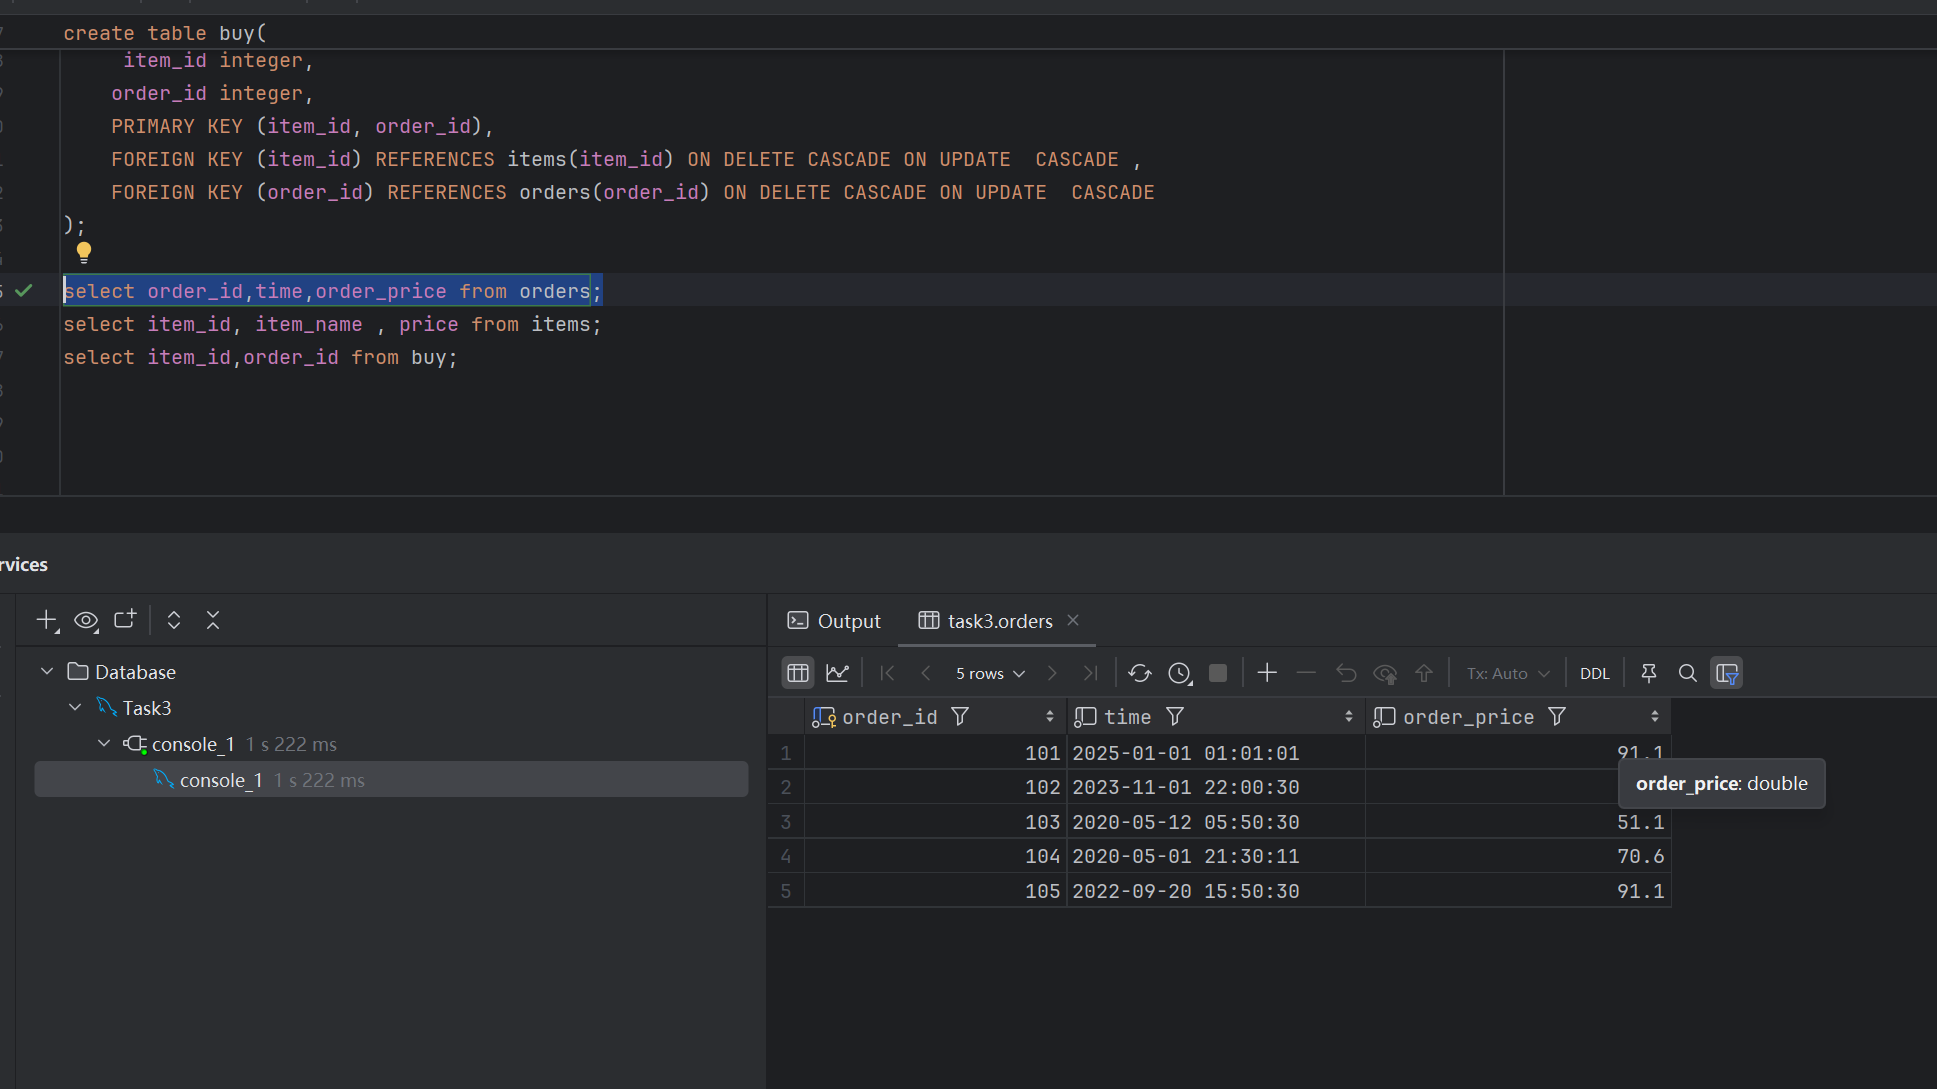 create table buy(
item_id integer,
order_id integer,
PRIMARY KEY (item_id, order_id),
FOREIGN KEY (item_id) REFERENCES items(item_id) ON DELETE CASCADE ON UPDATE  CASCADE ,
FOREIGN KEY (order_id) REFERENCES orders(order_id) ON DELETE CASCADE ON UPDATE  CASCADE
);
select order_id,time,order_price from orders;
select item_id, item_name , price from items;
select item_id,order_id from buy;
rvices
Database
Task3
console_1 1 s 222 ms
console_1 1 s 222 ms
Output task3.orders
5 rows Tx: Auto DDL
order_id time order_price
1 101 2025-01-01 01:01:01 91.1
2 102 2023-11-01 22:00:30
order_price: double
3 103 2020-05-12 05:50:30 51.1
4 104 2020-05-01 21:30:11 70.6
5 105 2022-09-20 15:50:30 91.1